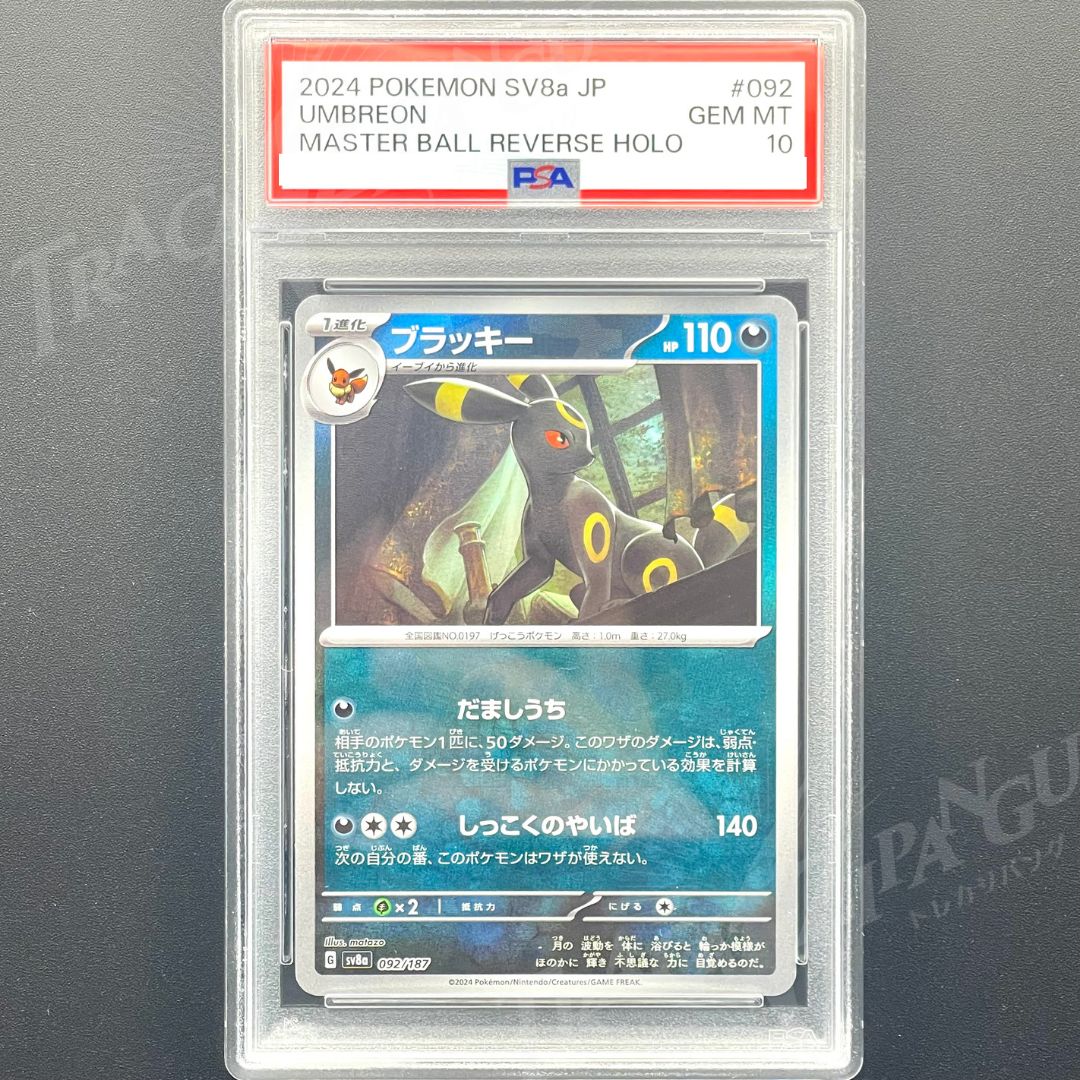 2024 POKEMON SV8a JP #092
UMBREON GEM MT
MASTER BALL REVERSE HOLO 10
PSA
1進化 ブラッキー HP 110
イーブイから進化
全国図鑑NO.0197 げっこうポケモン 高さ:1.0m 重さ:27.0kg
だましうち
相手のポケモン1匹に、50ダメージ。このワザのダメージは、弱点・
抵抗力と、ダメージを受けるポケモンにかかっている効果を計算
しない。
しっこくのやいば 140
次の自分の番、このポケモンはワザが使えない。
弱点 ×2 抵抗力 にげる
Illus. matazo
月の波動を体に浴びると輪っか模様が
ほのかに輝き不思議な力に目覚めるのだ。
G sv8a 092/187
©2024 Pokémon/Nintendo/Creatures/GAME FREAK.
PSA
トレカジパング